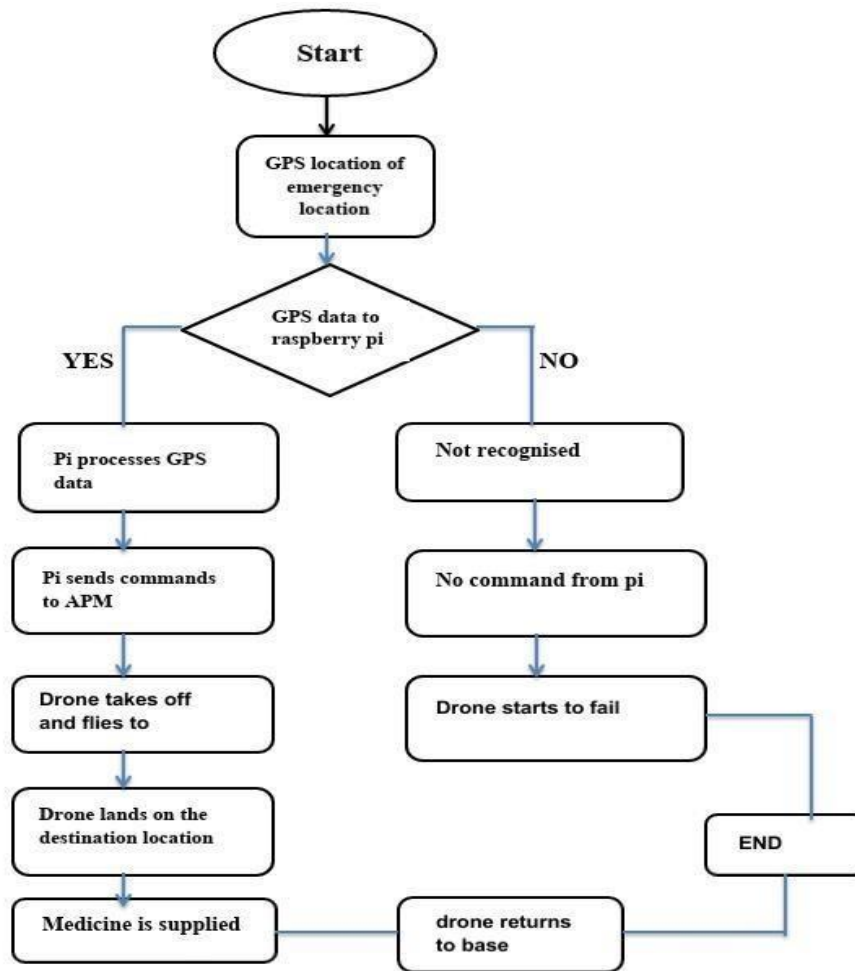 Start
GPS location of
emergency
location
GPS data to
raspberry pi
YES
NO
Pi processes GPS
data
Not recognised
Pi sends commands
to APM
No command from pi
Drone takes off
and flies to
Drone starts to fail
Drone lands on the
destination location
END
Medicine is supplied
drone returns
to base